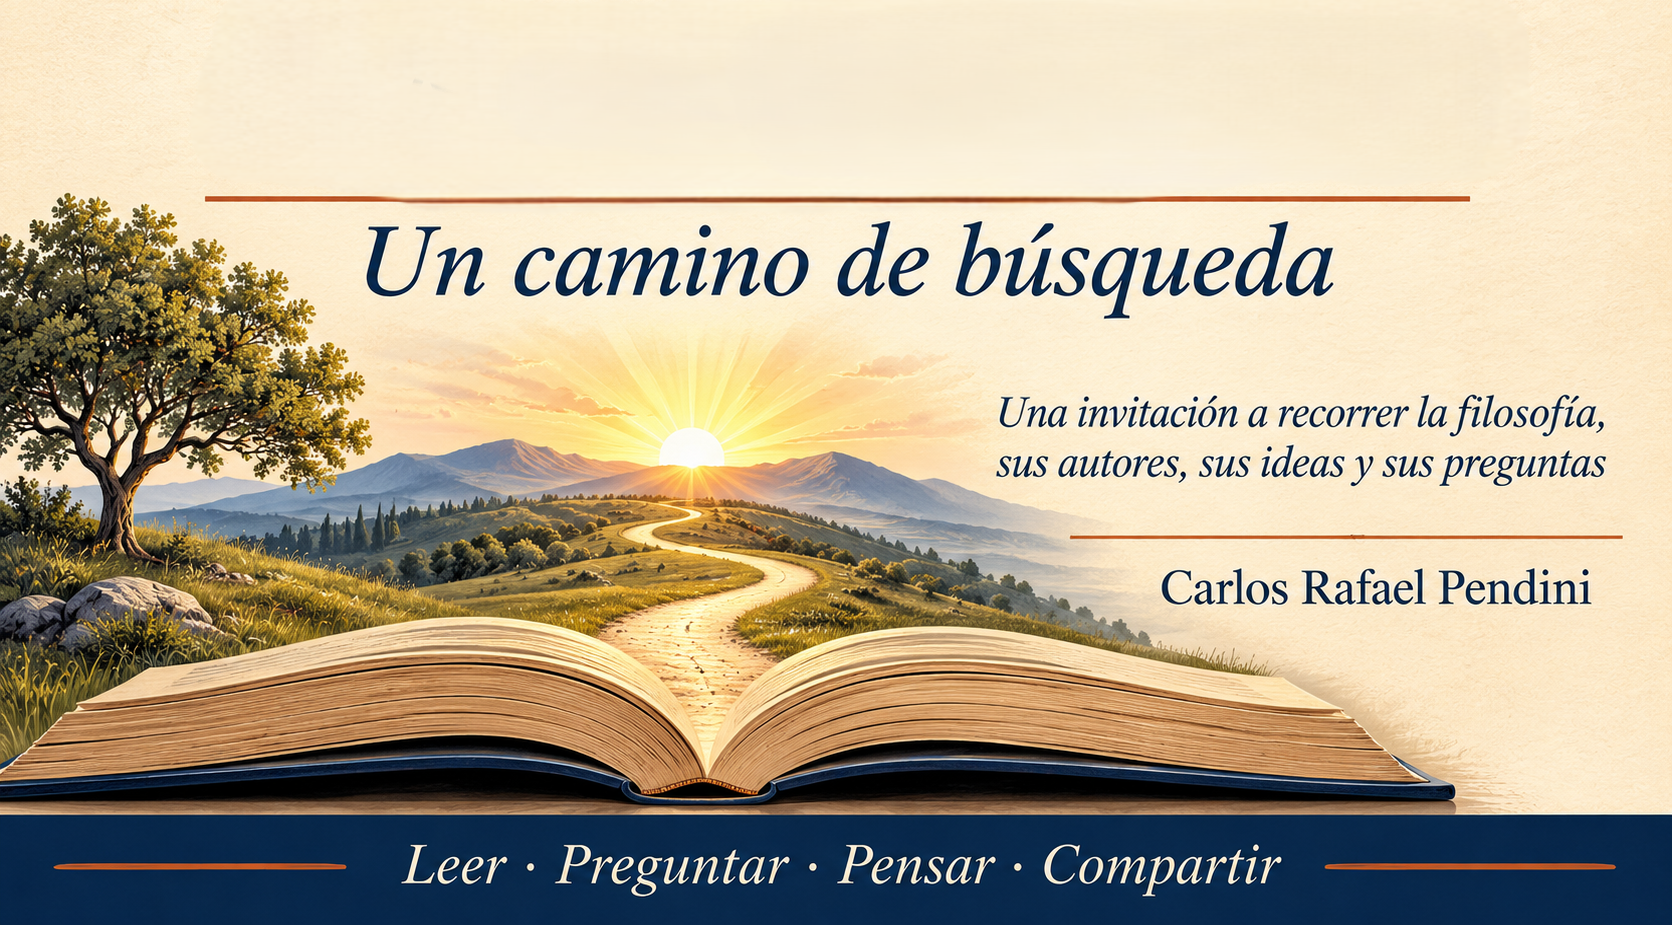 Un camino de búsqueda
Una invitación a recorrer la filosofía,
sus autores, sus ideas y sus preguntas
Carlos Rafael Pendini
Leer · Preguntar · Pensar · Compartir